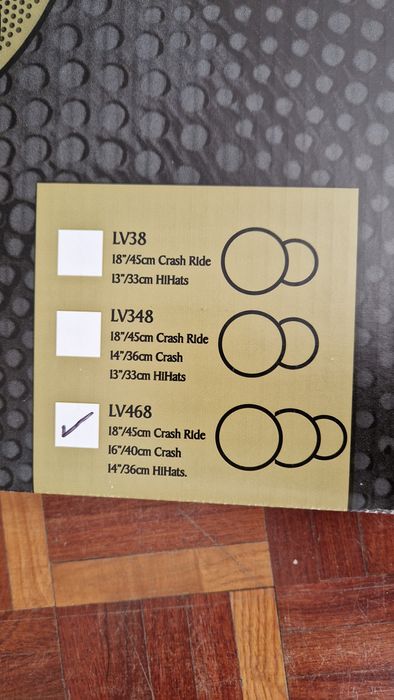 LV38
18"/45cm Crash Ride
13"/33cm HiHats
LV348
18"/45cm Crash Ride
14"/36cm Crash
13"/33cm HiHats
LV468
18"/45cm Crash Ride
16"/40cm Crash
14"/36cm HiHats.